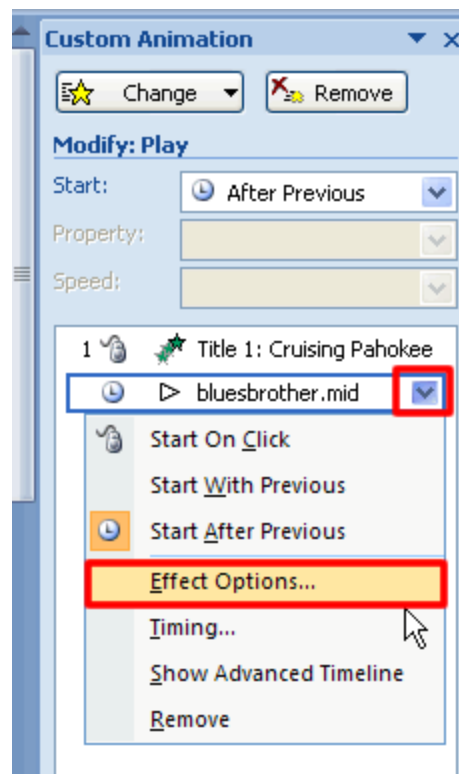 Custom Animation
Change
Remove
Modify: Play
Start: After Previous
Property:
Speed:
1 Title 1: Cruising Pahokee
bluesbrother.mid
Start On Click
Start With Previous
Start After Previous
Effect Options...
Timing...
Show Advanced Timeline
Remove